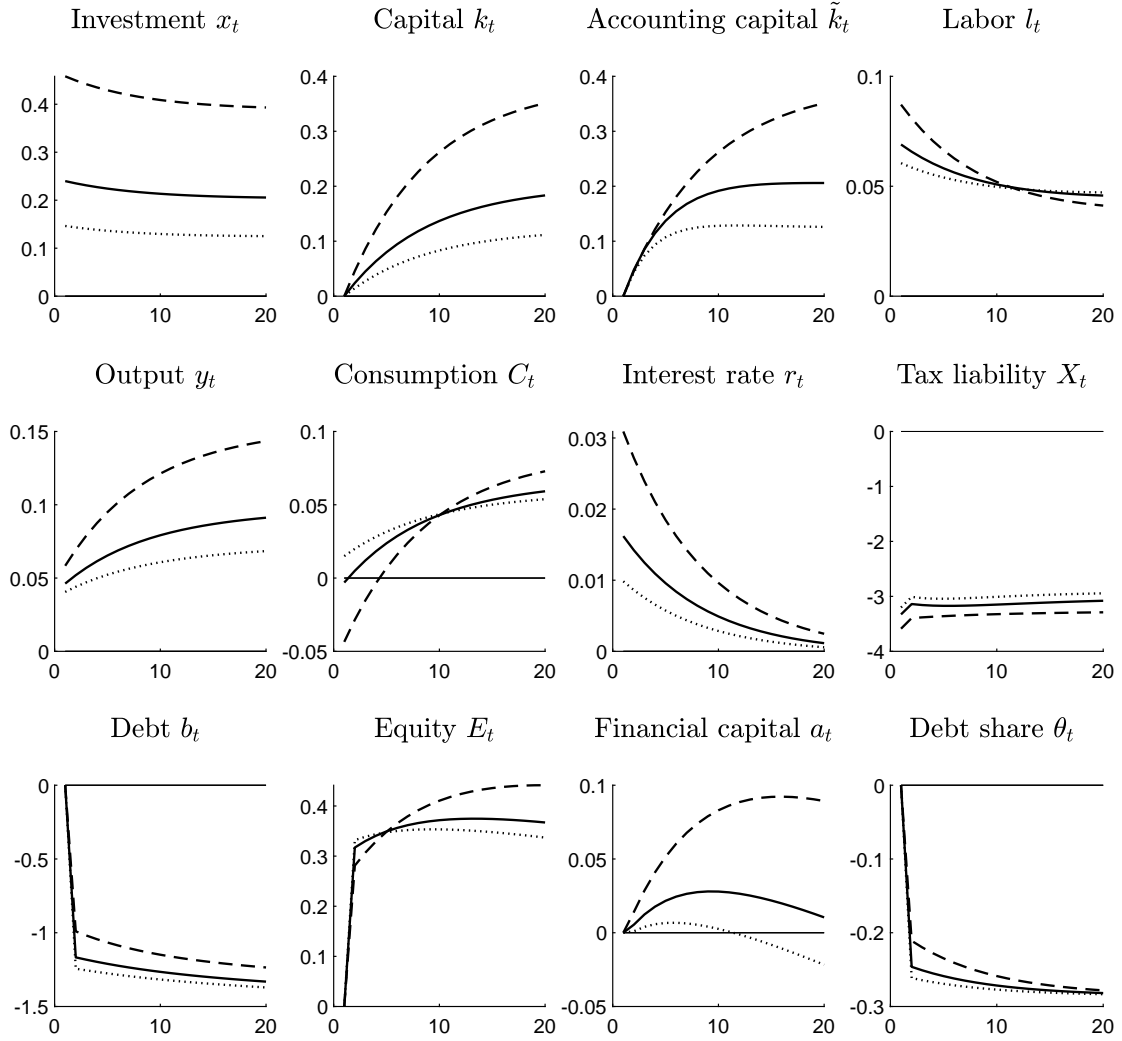 Investment x_t Capital k_t Accounting capital k̃_t Labor l_t
0.4 0.4 0.4 0.1
0.3 0.3 0.3
0.2 0.2 0.2 0.05
0.1 0.1 0.1
0 0 0 0
0 10 20 0 10 20 0 10 20 0 10 20
Output y_t Consumption C_t Interest rate r_t Tax liability X_t
0.15 0.1 0.03 0
0.1 0.05 0.02 -1
0.05 0 0.01 -2
0 -0.05 0 -3
-4
0 10 20 0 10 20 0 10 20 0 10 20
Debt b_t Equity E_t Financial capital a_t Debt share θ_t
0 0.4 0.1 0
-0.5 0.3 0.05 -0.1
-1 0.2 0 -0.2
-1.5 0.1 -0.05 -0.3
0
0 10 20 0 10 20 0 10 20 0 10 20